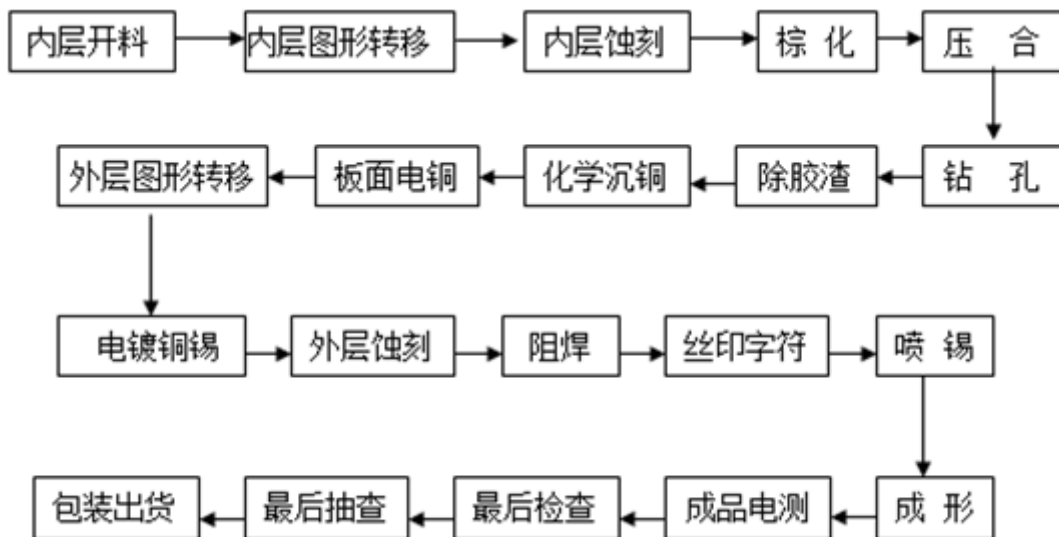 内层开料 内层图形转移 内层蚀刻 棕 化 压 合
外层图形转移 板面电铜 化学沉铜 除胶渣 钻 孔
电镀铜锡 外层蚀刻 阻焊 丝印字符 喷 锡
包装出货 最后抽查 最后检查 成品电测 成 形